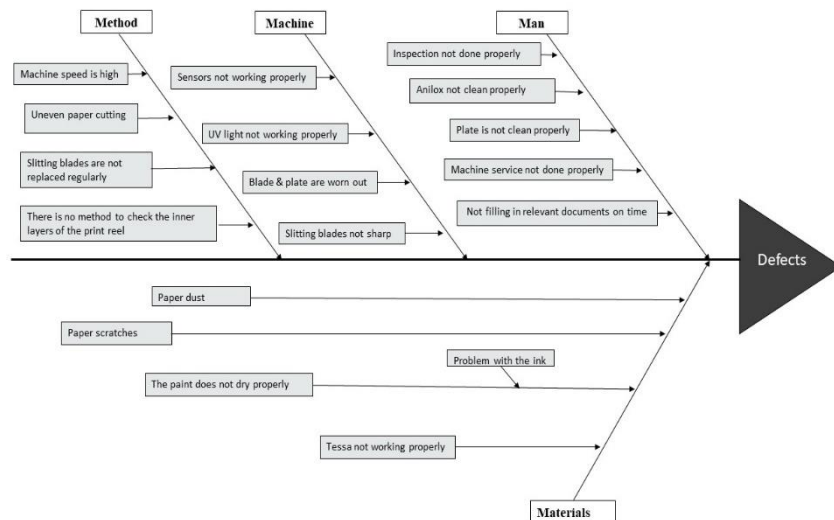 Method
Machine
Man
Machine speed is high
Uneven paper cutting
Slitting blades are not
replaced regularly
There is no method to check the inner
layers of the print reel
Sensors not working properly
UV light not working properly
Blade & plate are worn out
Slitting blades not sharp
Inspection not done properly
Anilox not clean properly
Plate is not clean properly
Machine service not done properly
Not filling in relevant documents on time
Defects
Paper dust
Paper scratches
Problem with the ink
The paint does not dry properly
Tessa not working properly
Materials